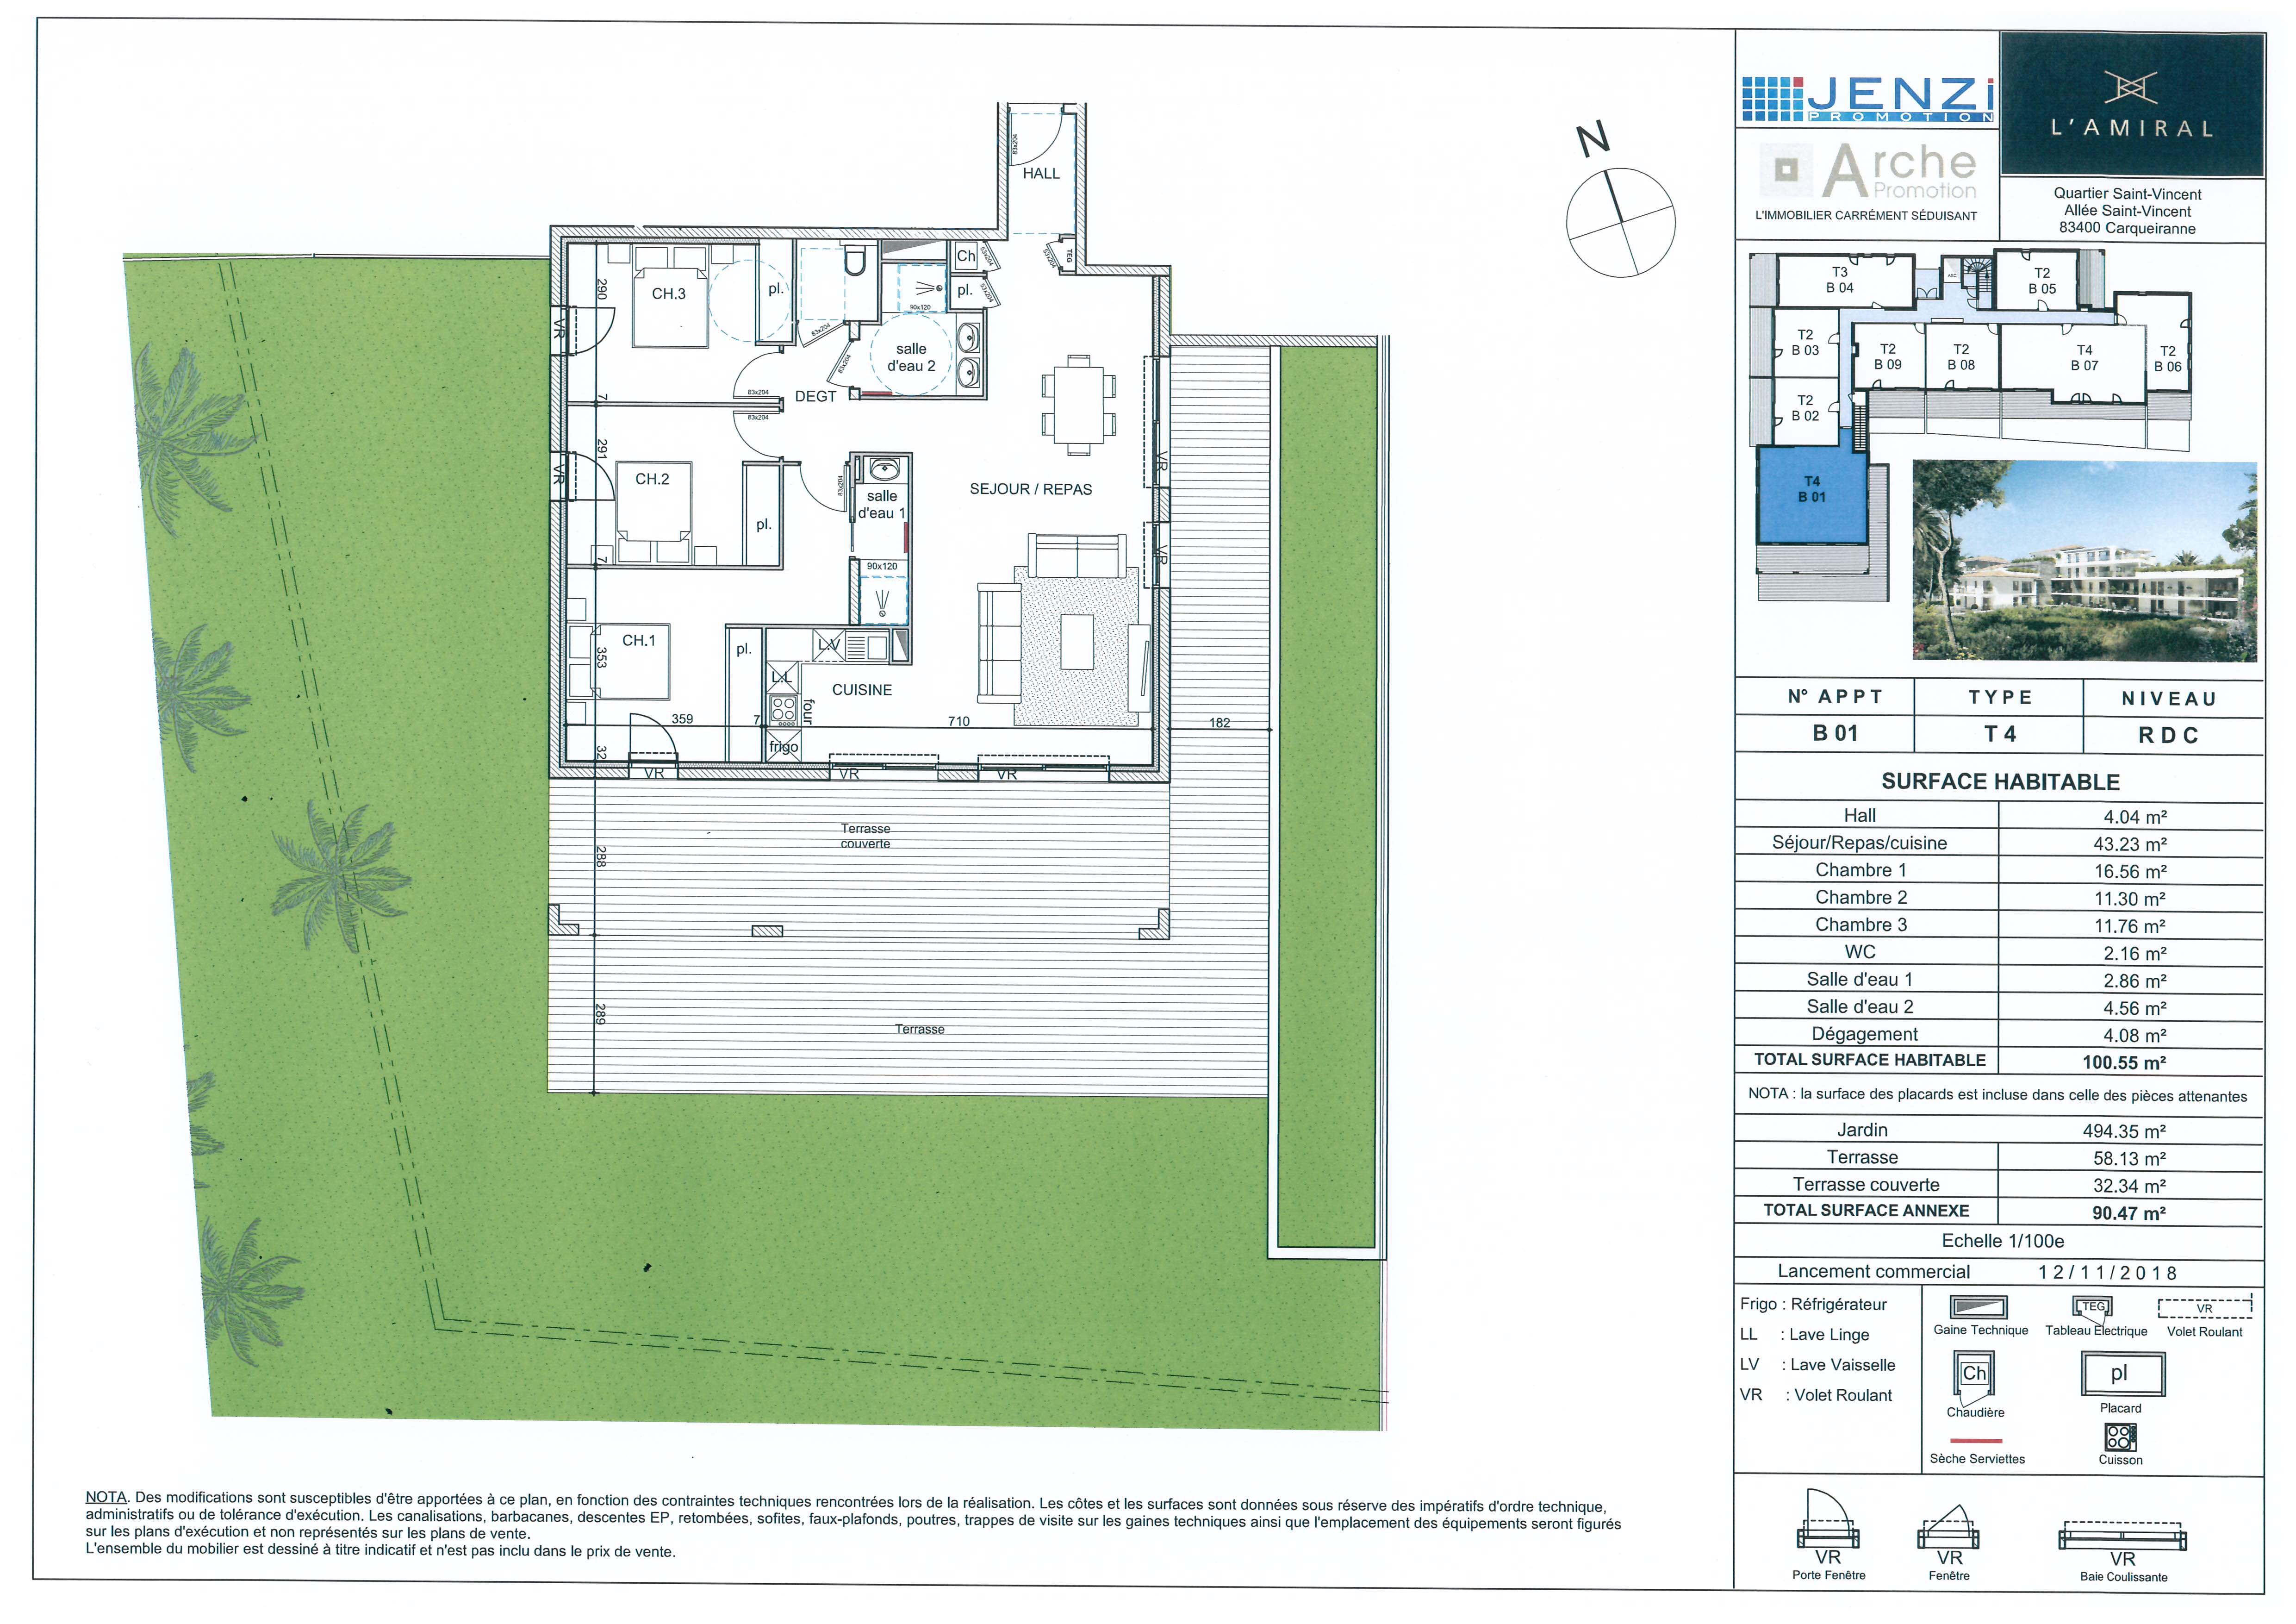 JENZi
PROMOTION
Arche
Promotion
L'IMMOBILIER CARRÉMENT SÉDUISANT
L'AMIRAL
Quartier Saint-Vincent
Allée Saint-Vincent
83400 Carqueiranne
T3
B 04
T2
B 05
T2
B 03
T2
B 09
T2
B 08
T4
B 07
T2
B 06
T2
B 02
T4
B 01
N
HALL
83x204
Ch
53x204
TEG
53x204
pl.
53x204
CH.3
pl.
290
VR
90x120
83x204
salle
d'eau 2
83x204
83x204
DEGT
7
83x204
291
VR
CH.2
pl.
83x204
salle
d'eau 1
90x120
SEJOUR / REPAS
VR
VR
7
CH.1
pl.
353
L.V
L.L
CUISINE
four
frigo
359
7
710
182
32
VR
VR
VR
Terrasse
couverte
288
289
Terrasse
N° APPT
TYPE
NIVEAU
B 01
T 4
R D C
SURFACE HABITABLE
Hall 4.04 m²
Séjour/Repas/cuisine 43.23 m²
Chambre 1 16.56 m²
Chambre 2 11.30 m²
Chambre 3 11.76 m²
WC 2.16 m²
Salle d'eau 1 2.86 m²
Salle d'eau 2 4.56 m²
Dégagement 4.08 m²
TOTAL SURFACE HABITABLE 100.55 m²
NOTA : la surface des placards est incluse dans celle des pièces attenantes
Jardin 494.35 m²
Terrasse 58.13 m²
Terrasse couverte 32.34 m²
TOTAL SURFACE ANNEXE 90.47 m²
Echelle 1/100e
Lancement commercial 12/11/2018
Frigo : Réfrigérateur
LL : Lave Linge
LV : Lave Vaisselle
VR : Volet Roulant
Gaine Technique
TEG
Tableau Electrique
VR
Volet Roulant
Ch
Chaudière
pl
Placard
Sèche Serviettes
Cuisson
VR
Porte Fenêtre
VR
Fenêtre
VR
Baie Coulissante
NOTA. Des modifications sont susceptibles d'être apportées à ce plan, en fonction des contraintes techniques rencontrées lors de la réalisation. Les côtes et les surfaces sont données sous réserve des impératifs d'ordre technique,
administratifs ou de tolérance d'exécution. Les canalisations, barbacanes, descentes EP, retombées, sofites, faux-plafonds, poutres, trappes de visite sur les gaines techniques ainsi que l'emplacement des équipements seront figurés
sur les plans d'exécution et non représentés sur les plans de vente.
L'ensemble du mobilier est dessiné à titre indicatif et n'est pas inclu dans le prix de vente.